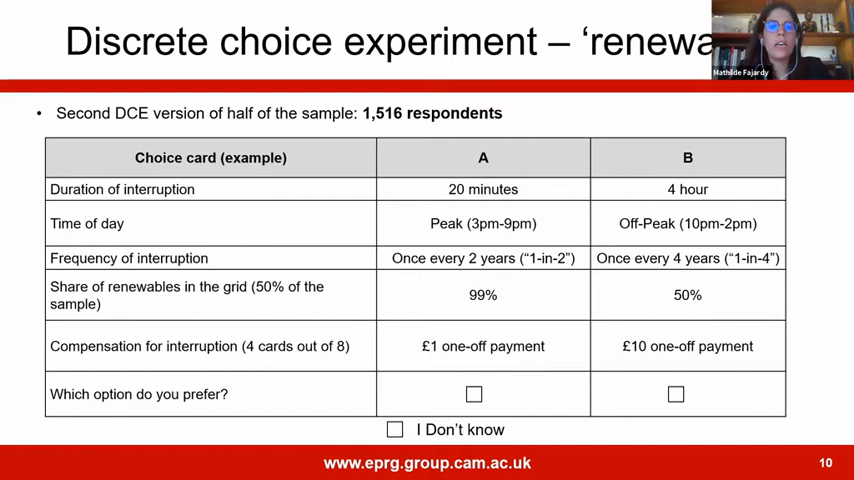 Discrete choice experiment – ‘renewa
Mathilde Fajardy
• Second DCE version of half of the sample: 1,516 respondents
Choice card (example) A B
Duration of interruption 20 minutes 4 hour
Time of day Peak (3pm-9pm) Off-Peak (10pm-2pm)
Frequency of interruption Once every 2 years (“1-in-2”) Once every 4 years (“1-in-4”)
Share of renewables in the grid (50% of the
sample) 99% 50%
Compensation for interruption (4 cards out of 8) £1 one-off payment £10 one-off payment
Which option do you prefer?
I Don’t know
www.eprg.group.cam.ac.uk
10